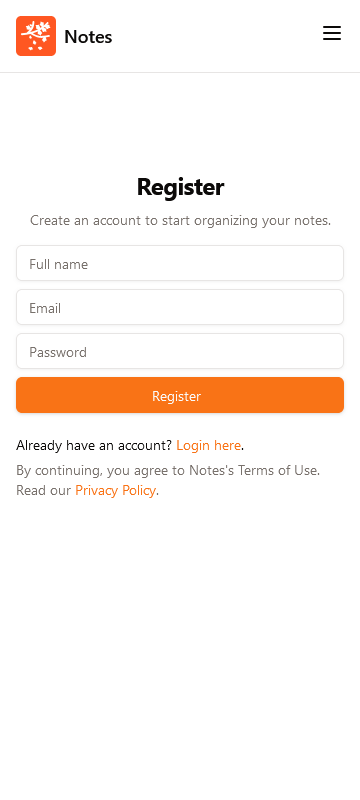 Notes
Register
Create an account to start organizing your notes.
Full name
Email
Password
Register
Already have an account? Login here.
By continuing, you agree to Notes's Terms of Use.
Read our Privacy Policy.